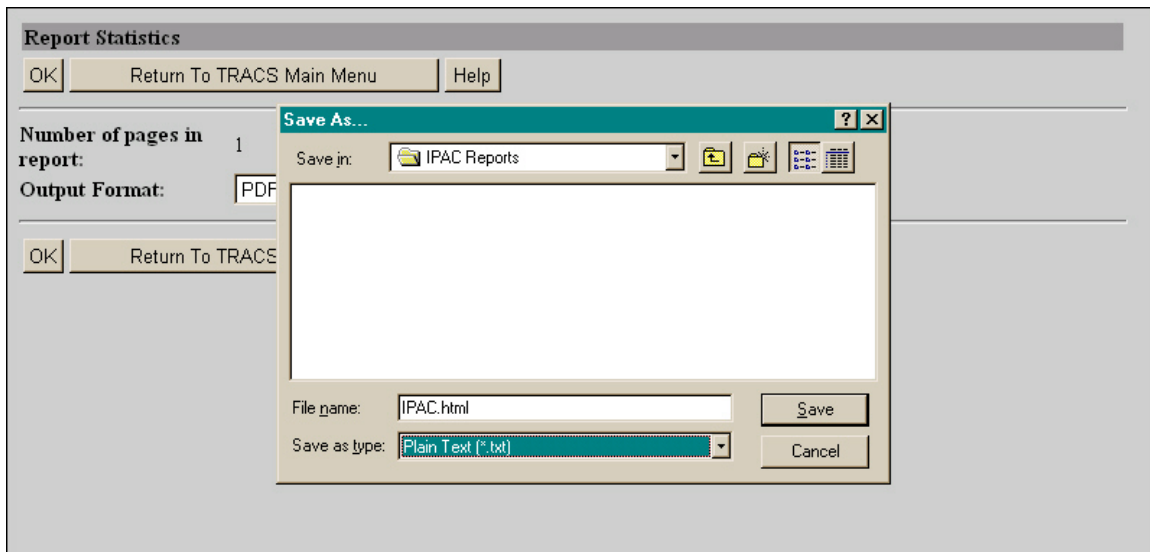 Report Statistics
OK Return To TRACS Main Menu Help
Save As...
Number of pages in
report: 1
Save in: IPAC Reports
Output Format: PDF
OK Return To TRACS
File name: IPAC.html Save
Save as type: Plain Text (*.txt) Cancel